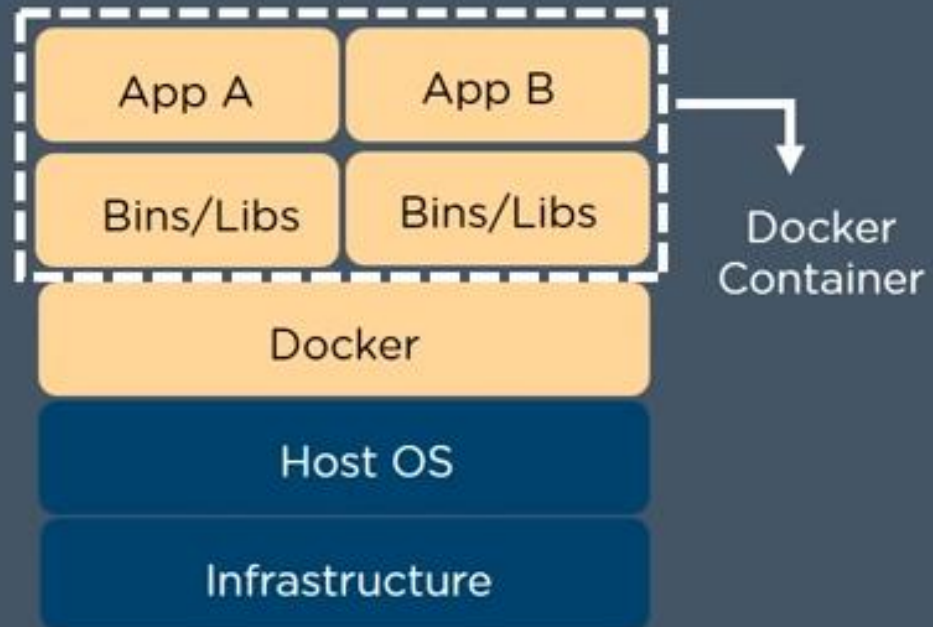 App A
App B
Bins/Libs
Bins/Libs
Docker
Container
Docker
Host OS
Infrastructure